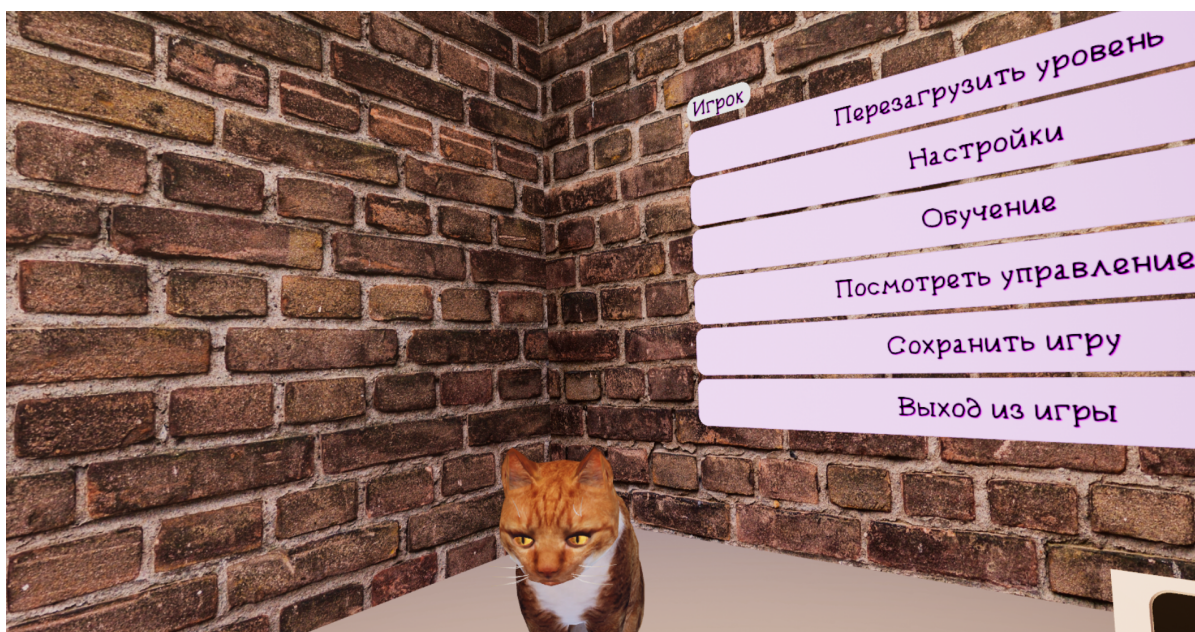 Игрок
Перезагрузить уровень
Настройки
Обучение
Посмотреть управление
Сохранить игру
Выход из игры